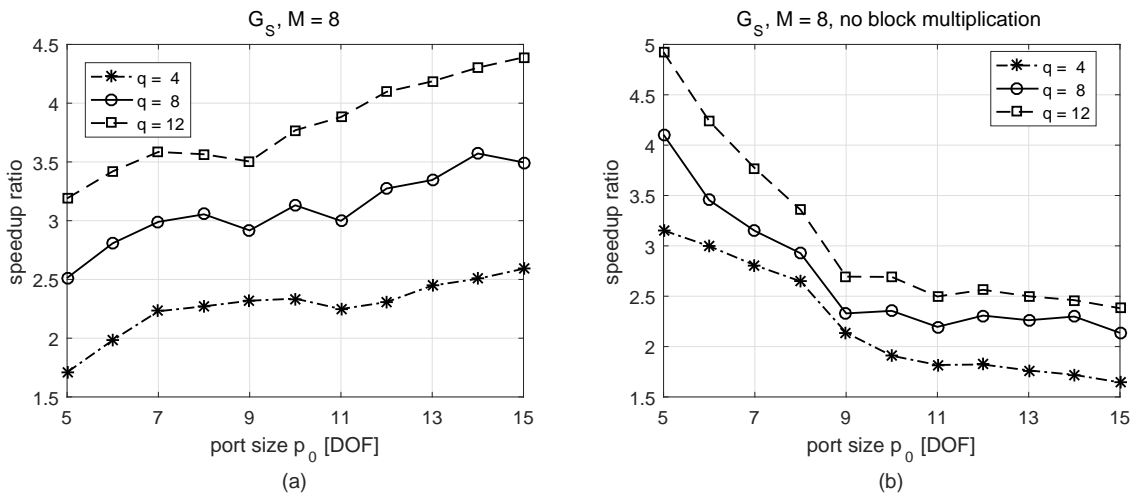 G_S, M = 8
speedup ratio
4.5
4
3.5
3
2.5
2
1.5
q = 4
q = 8
q = 12
5 7 9 11 13 15
port size p_0 [DOF]
(a)
G_S, M = 8, no block multiplication
speedup ratio
5
4.5
4
3.5
3
2.5
2
1.5
q = 4
q = 8
q = 12
5 7 9 11 13 15
port size p_0 [DOF]
(b)